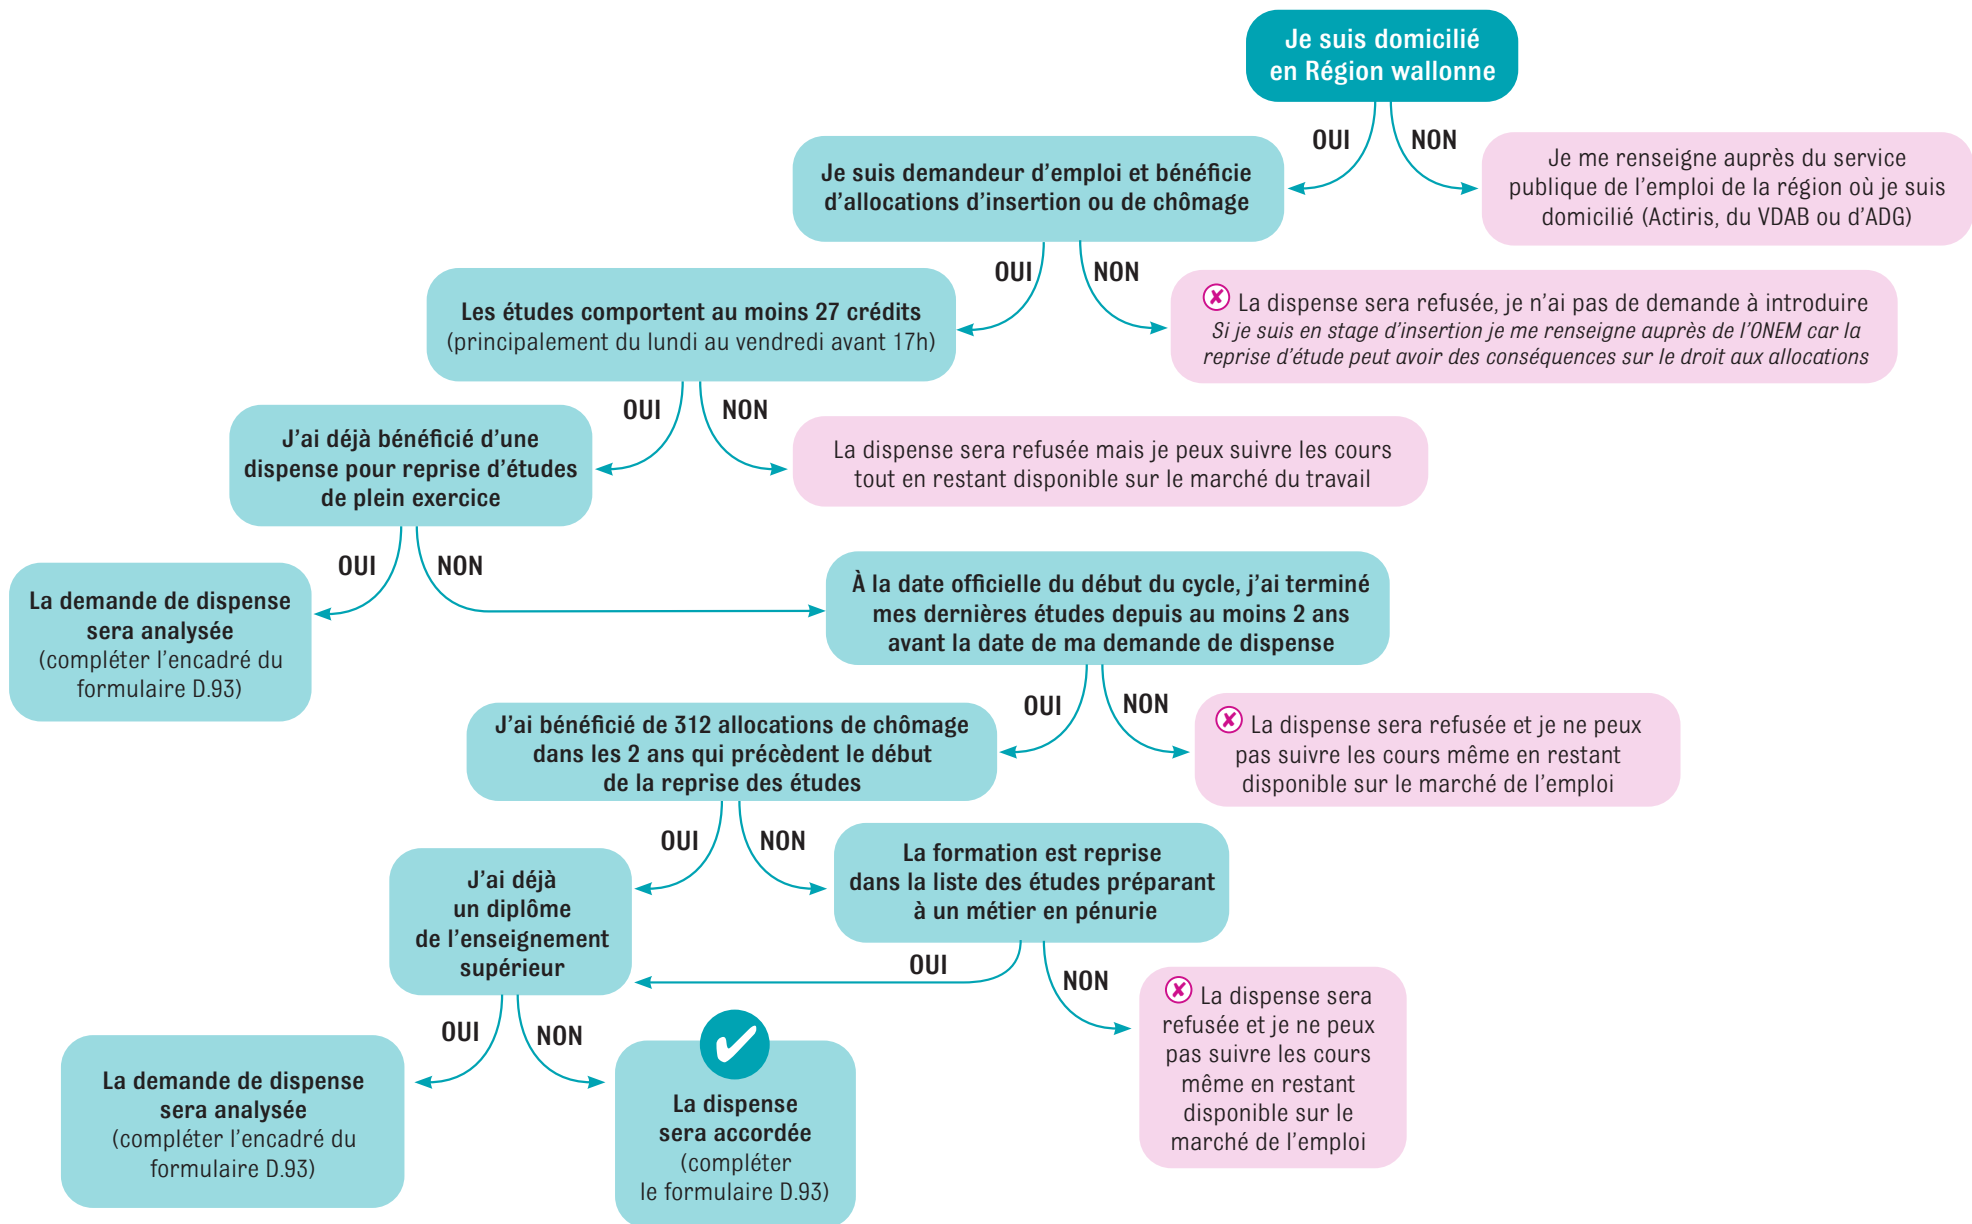 Je suis domicilié
en Région wallonne
OUI
NON
Je me renseigne auprès du service
publique de l'emploi de la région où je suis
domicilié (Actiris, du VDAB ou d'ADG)
Je suis demandeur d'emploi et bénéficie
d'allocations d'insertion ou de chômage
OUI
NON
La dispense sera refusée, je n'ai pas de demande à introduire
Si je suis en stage d'insertion je me renseigne auprès de l'ONEM car la
reprise d'étude peut avoir des conséquences sur le droit aux allocations
Les études comportent au moins 27 crédits
(principalement du lundi au vendredi avant 17h)
OUI
NON
La dispense sera refusée mais je peux suivre les cours
tout en restant disponible sur le marché du travail
J'ai déjà bénéficié d'une
dispense pour reprise d'études
de plein exercice
OUI
NON
La demande de dispense
sera analysée
(compléter l'encadré du
formulaire D.93)
À la date officielle du début du cycle, j'ai terminé
mes dernières études depuis au moins 2 ans
avant la date de ma demande de dispense
OUI
NON
La dispense sera refusée et je ne peux
pas suivre les cours même en restant
disponible sur le marché de l'emploi
J'ai bénéficié de 312 allocations de chômage
dans les 2 ans qui précèdent le début
de la reprise des études
OUI
NON
La formation est reprise
dans la liste des études préparant
à un métier en pénurie
OUI
NON
La dispense sera
refusée et je ne peux
pas suivre les cours
même en restant
disponible sur le
marché de l'emploi
J'ai déjà
un diplôme
de l'enseignement
supérieur
OUI
NON
La demande de dispense
sera analysée
(compléter l'encadré du
formulaire D.93)
La dispense
sera accordée
(compléter
le formulaire D.93)